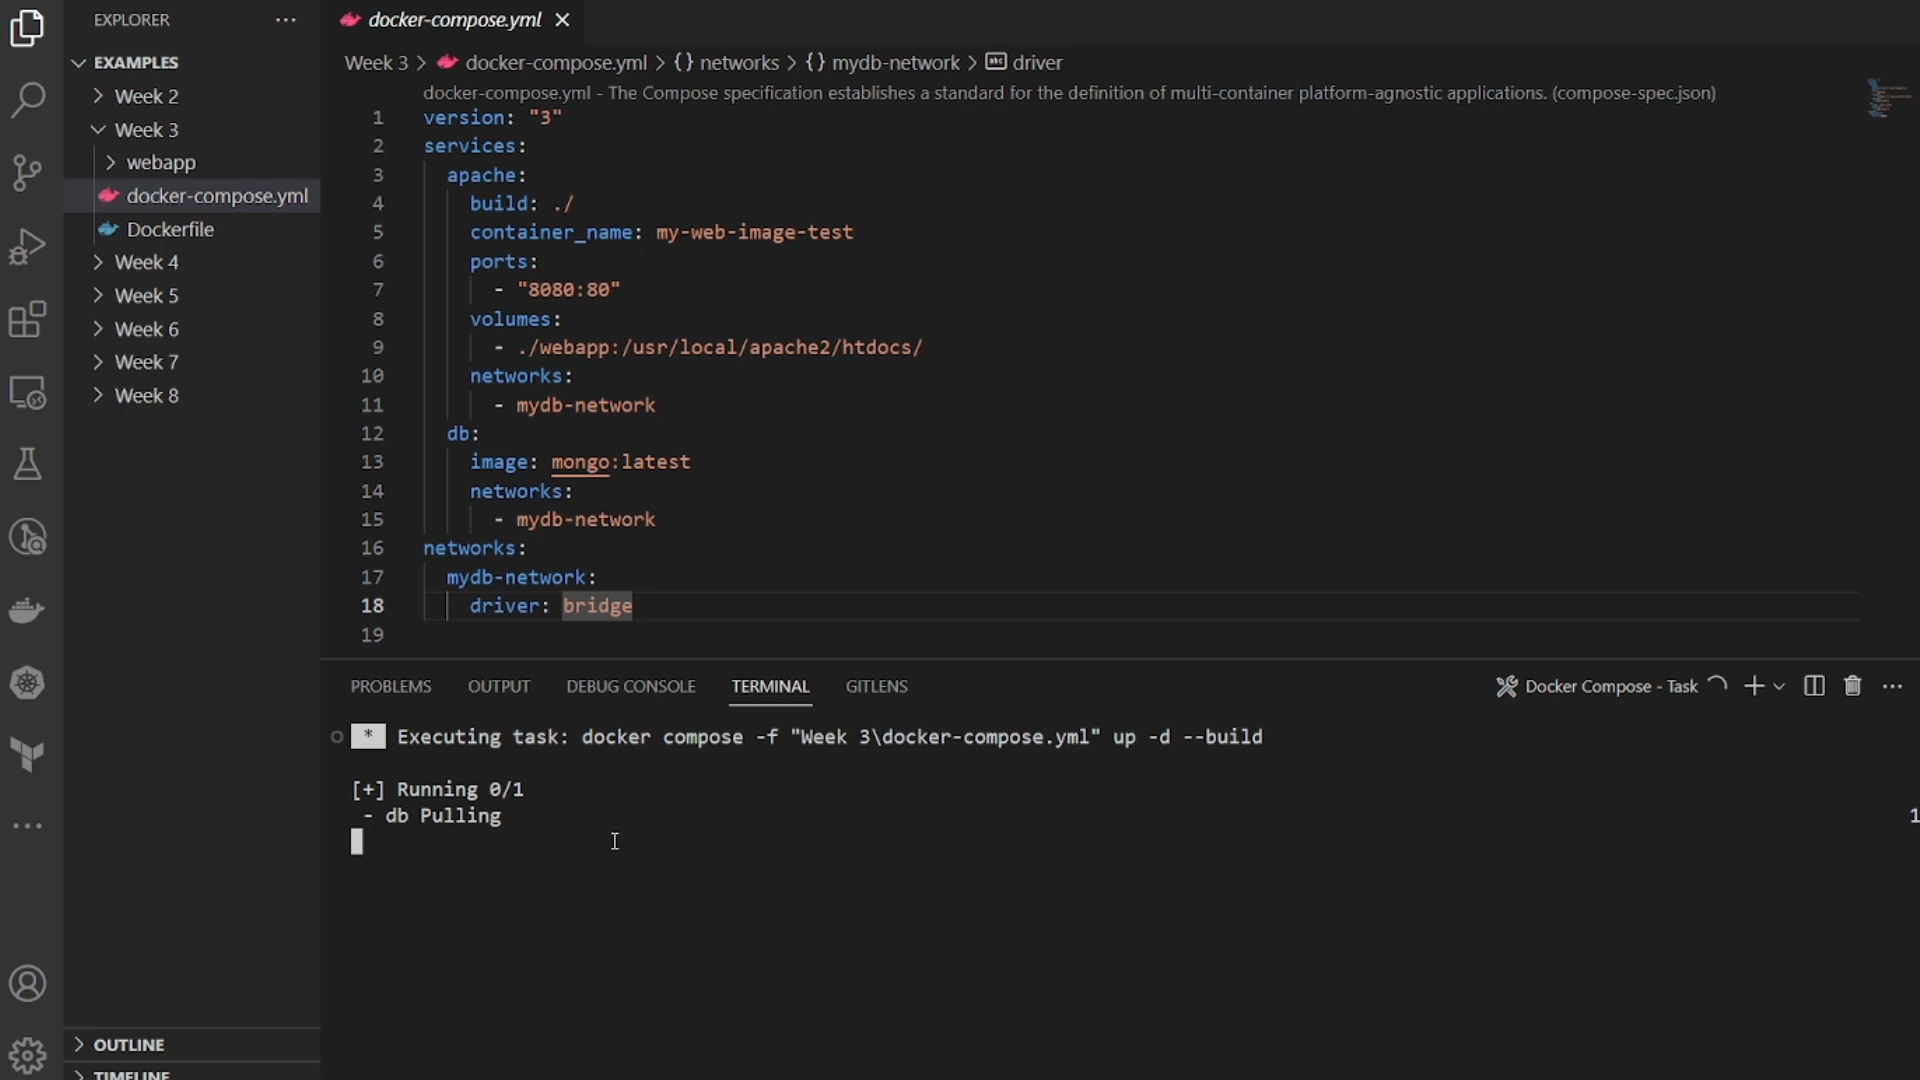 EXPLORER
EXAMPLES
Week 2
Week 3
webapp
docker-compose.yml
Dockerfile
Week 4
Week 5
Week 6
Week 7
Week 8
OUTLINE
TIMELINE
docker-compose.yml
Week 3 > docker-compose.yml > {} networks > {} mydb-network > abc driver
docker-compose.yml - The Compose specification establishes a standard for the definition of multi-container platform-agnostic applications. (compose-spec.json)
1 version: "3"
2 services:
3 apache:
4 build: ./
5 container_name: my-web-image-test
6 ports:
7 - "8080:80"
8 volumes:
9 - ./webapp:/usr/local/apache2/htdocs/
10 networks:
11 - mydb-network
12 db:
13 image: mongo:latest
14 networks:
15 - mydb-network
16 networks:
17 mydb-network:
18 driver: bridge
19
PROBLEMS OUTPUT DEBUG CONSOLE TERMINAL GITLENS Docker Compose - Task
* Executing task: docker compose -f "Week 3\docker-compose.yml" up -d --build
[+] Running 0/1
- db Pulling 1